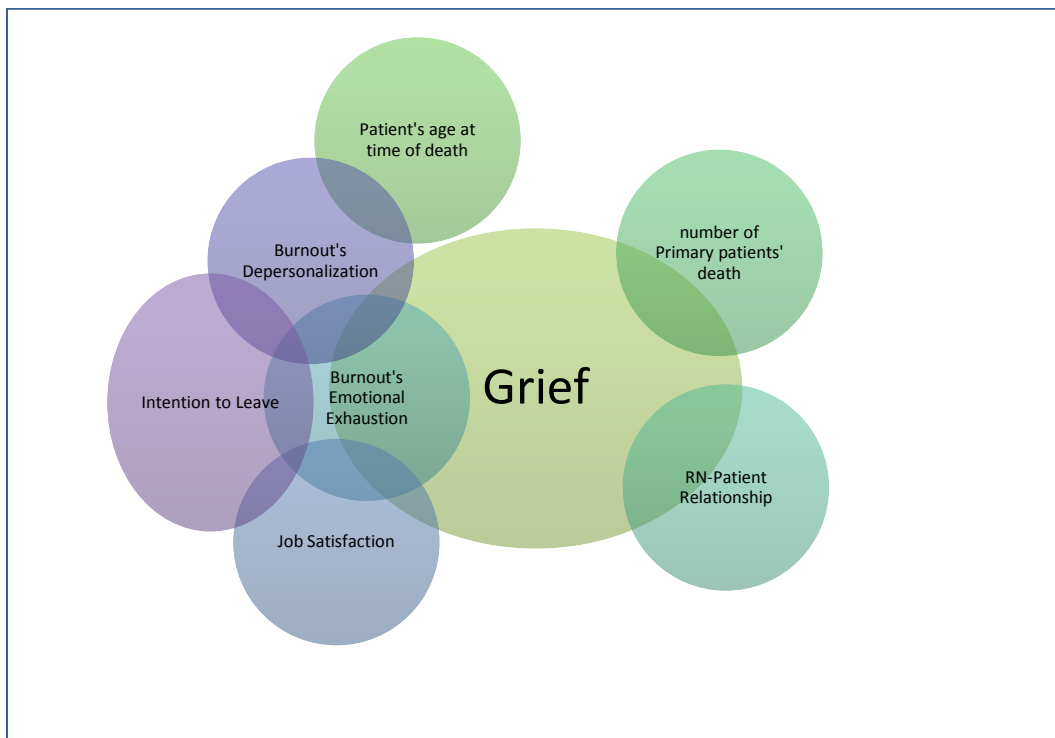 Patient's age at
time of death
number of
Primary patients'
death
Burnout's
Depersonalization
Intention to Leave
Burnout's
Emotional
Exhaustion
Grief
RN-Patient
Relationship
Job Satisfaction